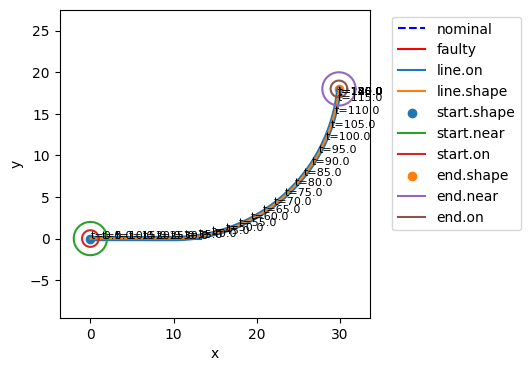 25
20
15
10
5
0
−5
y
0
10
20
30
x
t=120.0
t=115.0
t=110.0
t=105.0
t=100.0
t=95.0
t=90.0
t=85.0
t=80.0
t=75.0
t=70.0
t=65.0
t=60.0
t=55.0
t=50.0
nominal
faulty
line.on
line.shape
start.shape
start.near
start.on
end.shape
end.near
end.on